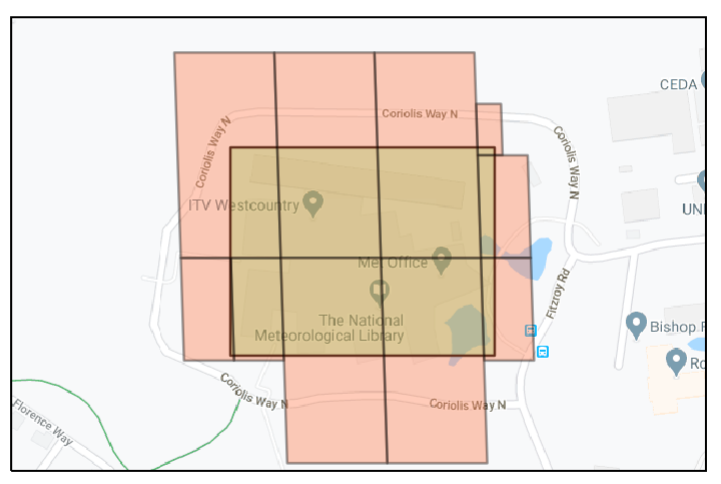 CEDA
Coriolis Way N
Coriolis Way N
Coriolis Way N
ITV Westcountry
UNI
Met Office
Fitzroy Rd
The National
Meteorological Library
Bishop F
Ro
Coriolis Way N
Coriolis Way N
Florence Way